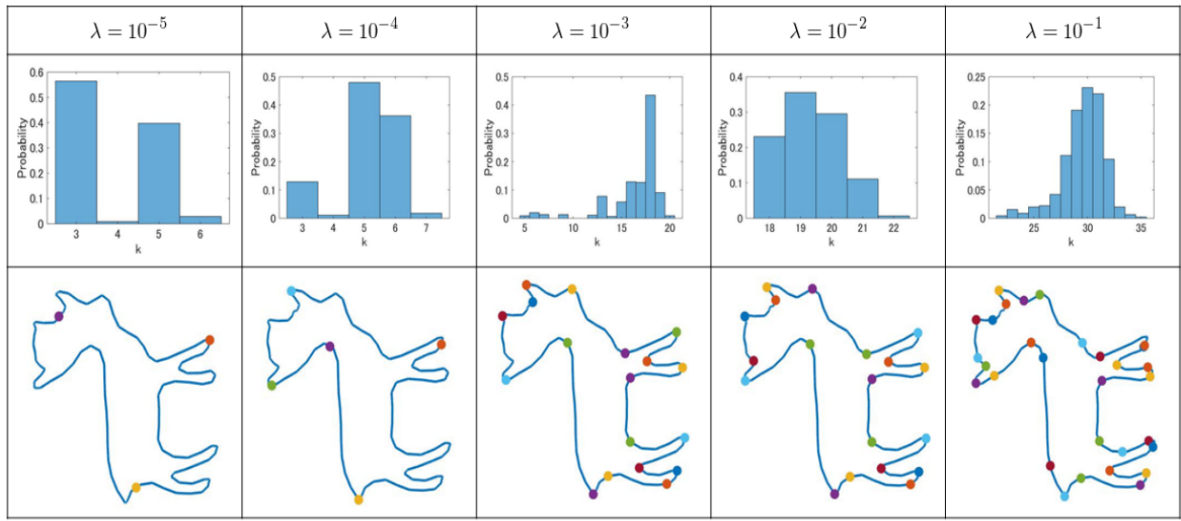 λ = 10⁻⁵
λ = 10⁻⁴
λ = 10⁻³
λ = 10⁻²
λ = 10⁻¹
Probability
0.6
0.5
0.4
0.3
0.2
0.1
0
3 4 5 6
k
Probability
0.5
0.4
0.3
0.2
0.1
0
3 4 5 6 7
k
Probability
0.5
0.4
0.3
0.2
0.1
0
5 10 15 20
k
Probability
0.4
0.3
0.2
0.1
0
18 19 20 21 22
k
Probability
0.25
0.2
0.15
0.1
0.05
0
25 30 35
k